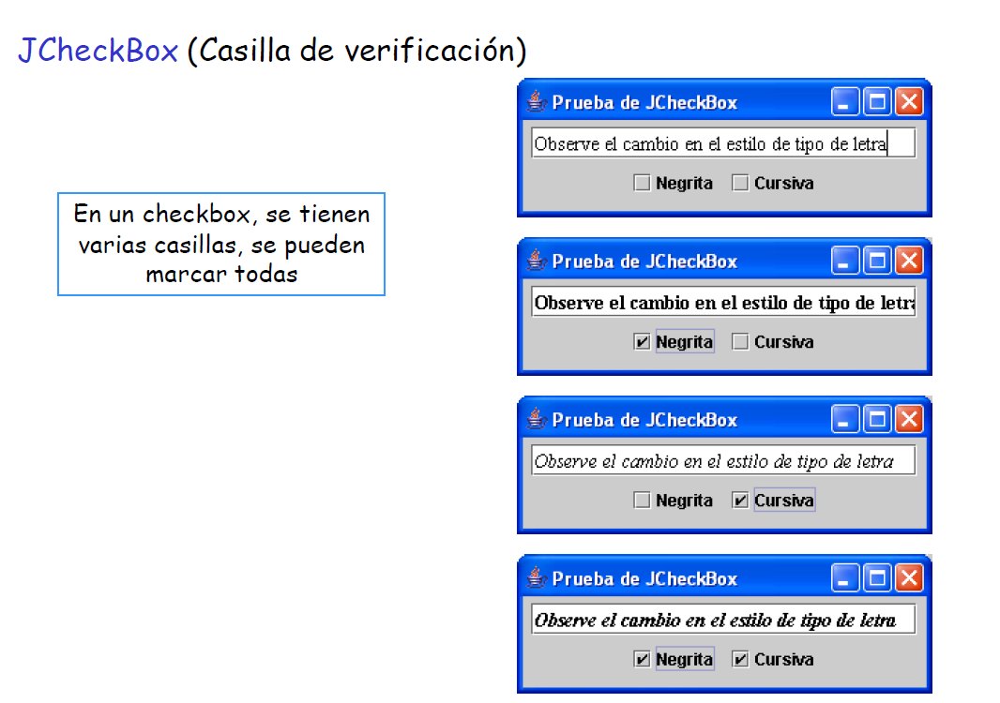 JCheckBox (Casilla de verificación)
En un checkbox, se tienen
varias casillas, se pueden
marcar todas
Prueba de JCheckBox
Observe el cambio en el estilo de tipo de letra
Negrita Cursiva
Prueba de JCheckBox
Observe el cambio en el estilo de tipo de letra
Negrita Cursiva
Prueba de JCheckBox
Observe el cambio en el estilo de tipo de letra
Negrita Cursiva
Prueba de JCheckBox
Observe el cambio en el estilo de tipo de letra
Negrita Cursiva